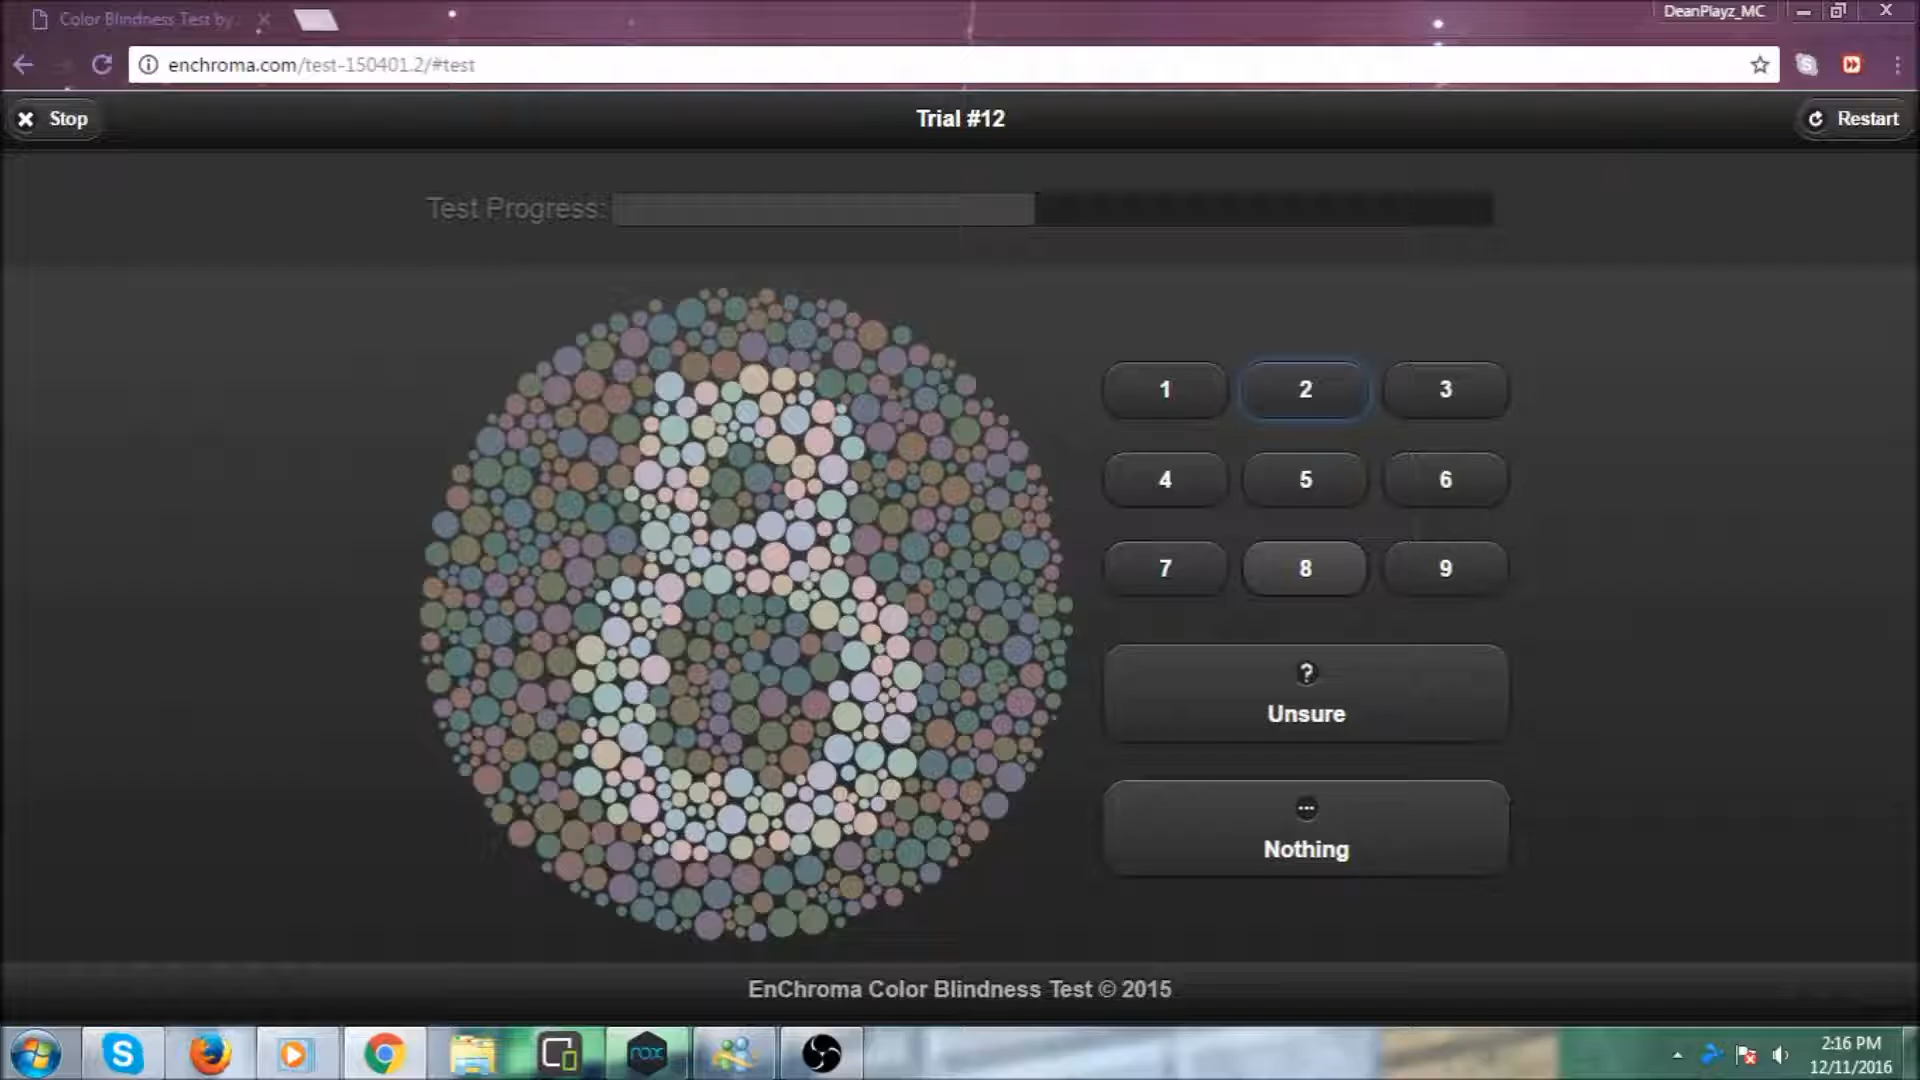 Color Blindness Test by
DeanPlayz_MC
enchroma.com/test-150401.2/#test
Stop
Trial #12
Restart
Test Progress:
8
1 2 3
4 5 6
7 8 9
?
Unsure
Nothing
EnChroma Color Blindness Test © 2015
nox
2:16 PM
12/11/2016